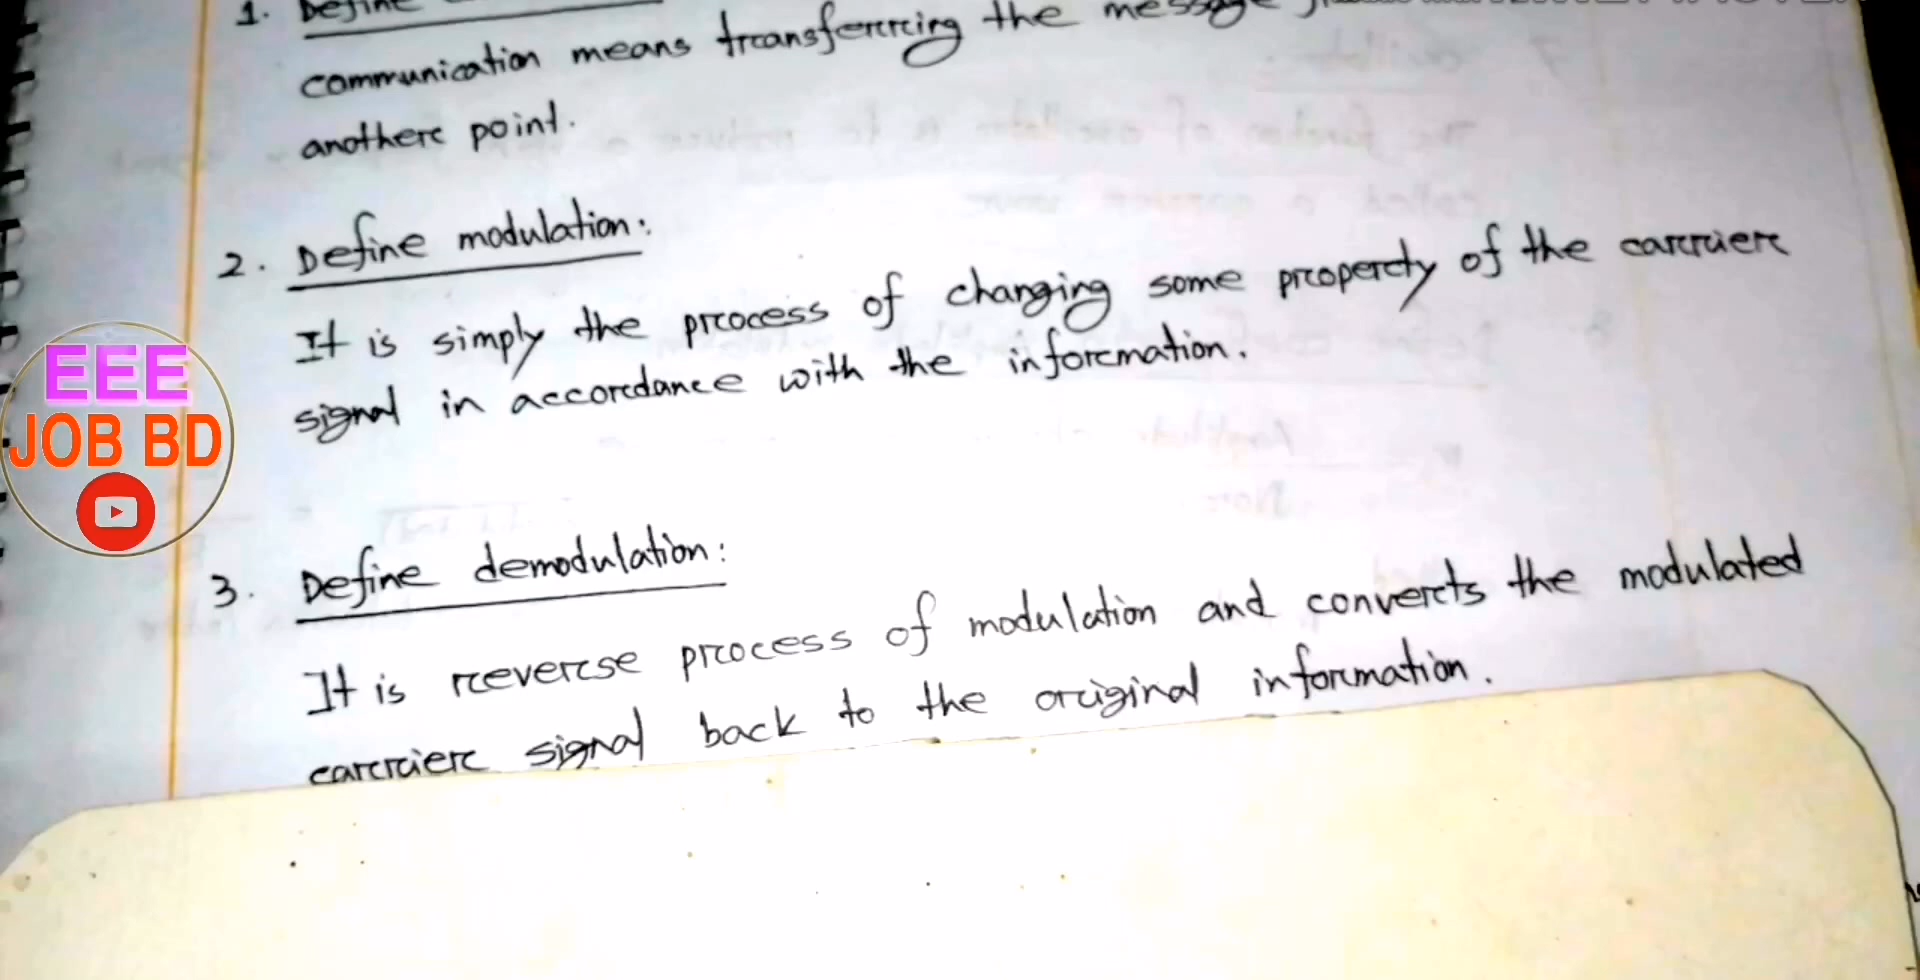 1. Define
communication means transferring the message
another point.
2. Define modulation:
It is simply the process of changing some property of the carrier
signal in accordance with the information.
3. Define demodulation:
It is reverse process of modulation and converts the modulated
carrier signal back to the original information.
EEE
JOB BD